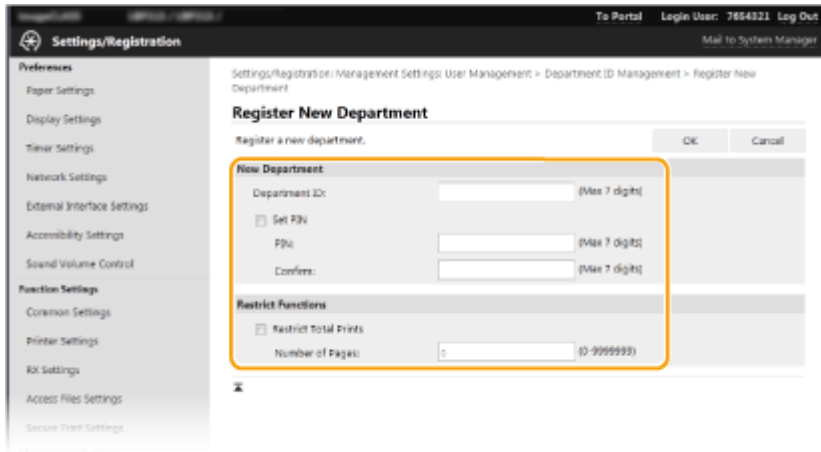 To Portal Login User: 7654321 Log Out
Settings/Registration
Mail to System Manager
Preferences
Paper Settings
Display Settings
Timer Settings
Network Settings
External Interface Settings
Accessibility Settings
Sound Volume Control
Function Settings
Common Settings
Printer Settings
RX Settings
Access Files Settings
Secure Print Settings
Settings/Registration: Management Settings: User Management > Department ID Management > Register New
Department
Register New Department
Register a new department.
OK Cancel
New Department
Department ID: (Max 7 digits)
Set PIN
PIN: (Max 7 digits)
Confirm: (Max 7 digits)
Restrict Functions
Restrict Total Prints
Number of Pages: 0 (0-9999999)